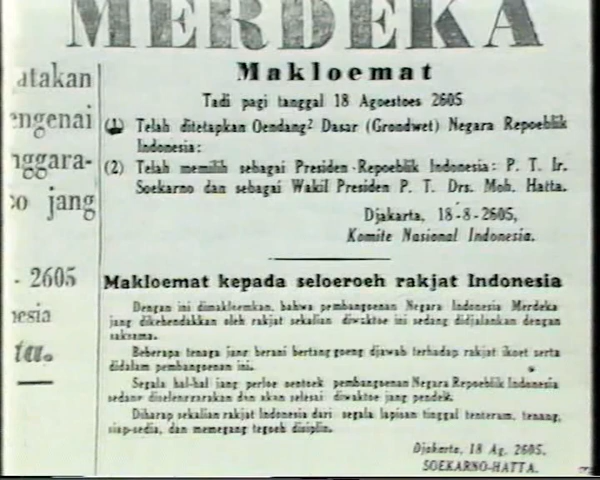 MERDEKA
atakan
engenai
nggara-
jang
- 2605
nesia
ta.
Makloemat
Tadi pagi tanggal 18 Agoestoes 2605
(1) Telah ditetapkan Oendang² Dasar (Grondwet) Negara Repoeblik
Indonesia:
(2) Telah memilih sebagai Presiden Repoeblik Indonesia: P. T. Ir.
Soekarno dan sebagai Wakil Presiden P. T. Drs. Moh. Hatta.
Djakarta, 18-8-2605,
Komite Nasional Indonesia.
Makloemat kepada seloeroeh rakjat Indonesia
Dengan ini dimakloemkan, bahwa pembangoenan Negara Indonesia Merdeka
jang dikehendakkan oleh rakjat sekalian diwaktoe ini sedang didjalankan dengan
saksama.
Beberapa tenaga jang berani bertanggoeng djawab terhadap rakjat ikoet serta
didalam pembangoenan ini.
Segala hal-hal jang perloe oentoek pembangoenan Negara Repoeblik Indonesia
sedang diselenggarakan dan akan selesai diwaktoe jang pendek.
Diharap sekalian rakjat Indonesia dari segala lapisan tinggal tenteram, tenang,
siap-sedia, dan memegang tegoeh disiplin.
Djakarta, 18 Ag. 2605.
SOEKARNO-HATTA.